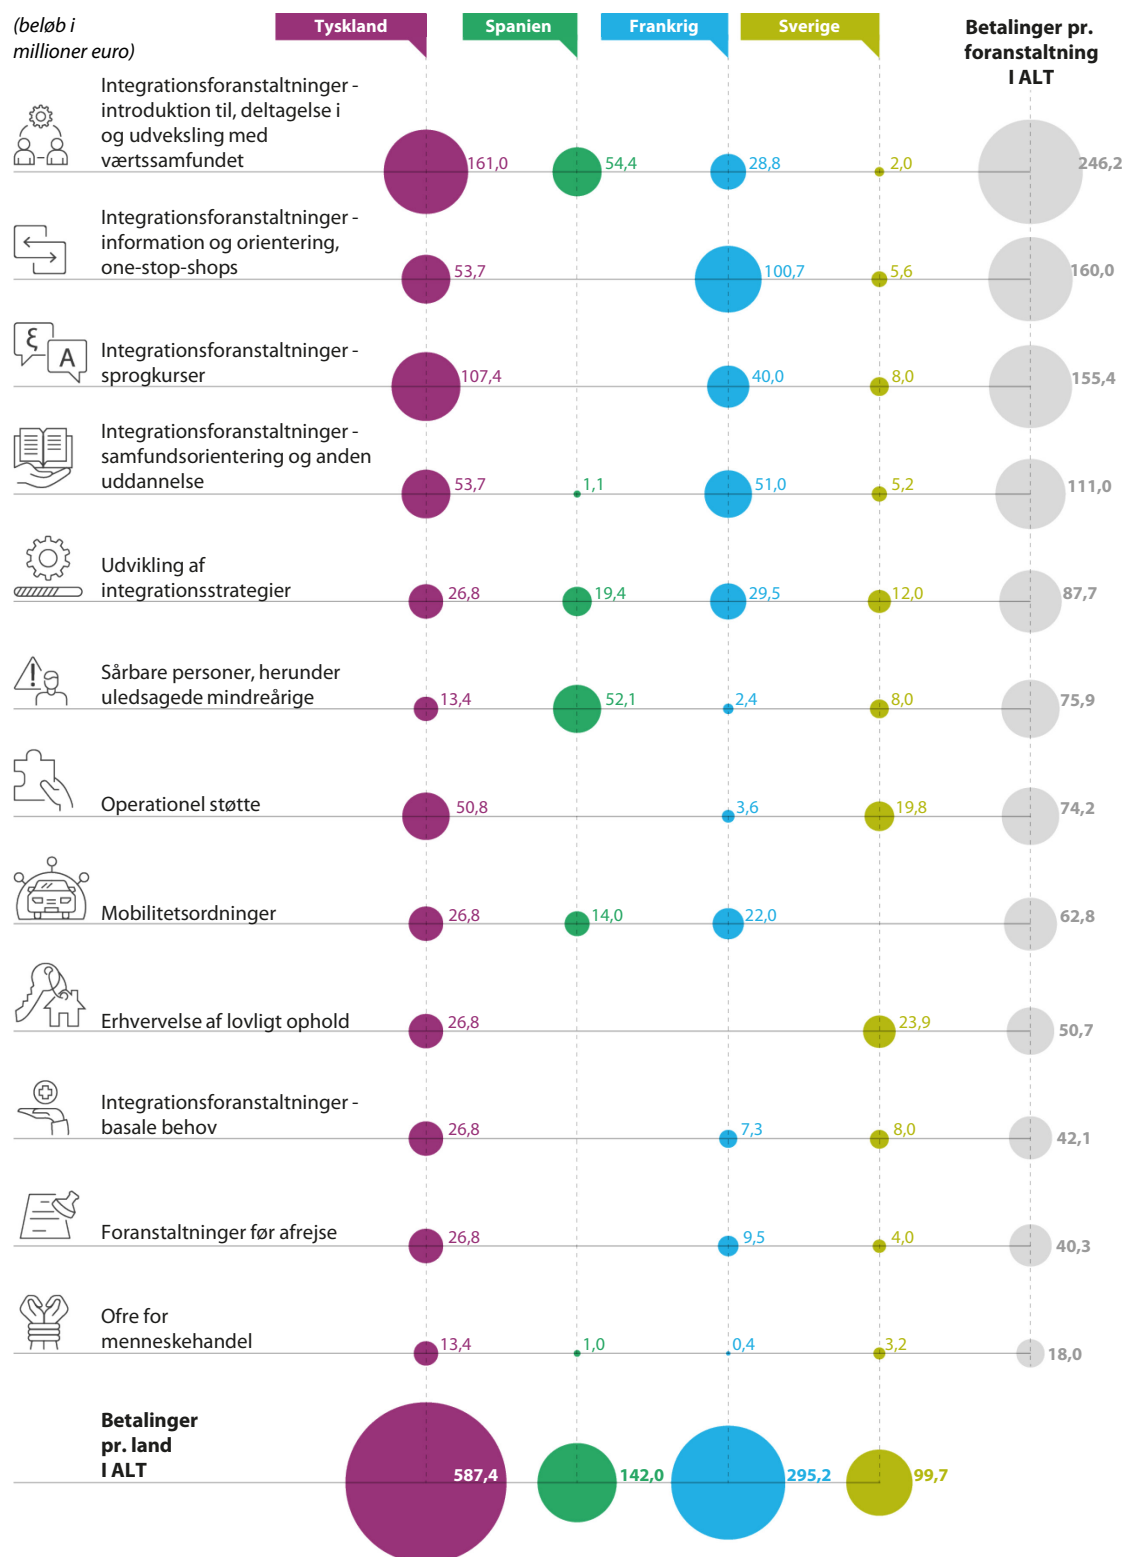 (beløb i
millioner euro)
Tyskland
Spanien
Frankrig
Sverige
Betalinger pr.
foranstaltning
I ALT
Integrationsforanstaltninger -
introduktion til, deltagelse i
og udveksling med
værtssamfundet
161,0
54,4
28,8
2,0
246,2
Integrationsforanstaltninger -
information og orientering,
one-stop-shops
53,7
100,7
5,6
160,0
ξ
A
Integrationsforanstaltninger -
sprogkurser
107,4
40,0
8,0
155,4
Integrationsforanstaltninger -
samfundsorientering og anden
uddannelse
53,7
1,1
51,0
5,2
111,0
Udvikling af
integrationsstrategier
26,8
19,4
29,5
12,0
87,7
Sårbare personer, herunder
uledsagede mindreårige
13,4
52,1
2,4
8,0
75,9
Operationel støtte
50,8
3,6
19,8
74,2
Mobilitetsordninger
26,8
14,0
22,0
62,8
Erhvervelse af lovligt ophold
26,8
23,9
50,7
Integrationsforanstaltninger -
basale behov
26,8
7,3
8,0
42,1
Foranstaltninger før afrejse
26,8
9,5
4,0
40,3
Ofre for
menneskehandel
13,4
1,0
0,4
3,2
18,0
Betalinger
pr. land
I ALT
587,4
142,0
295,2
99,7